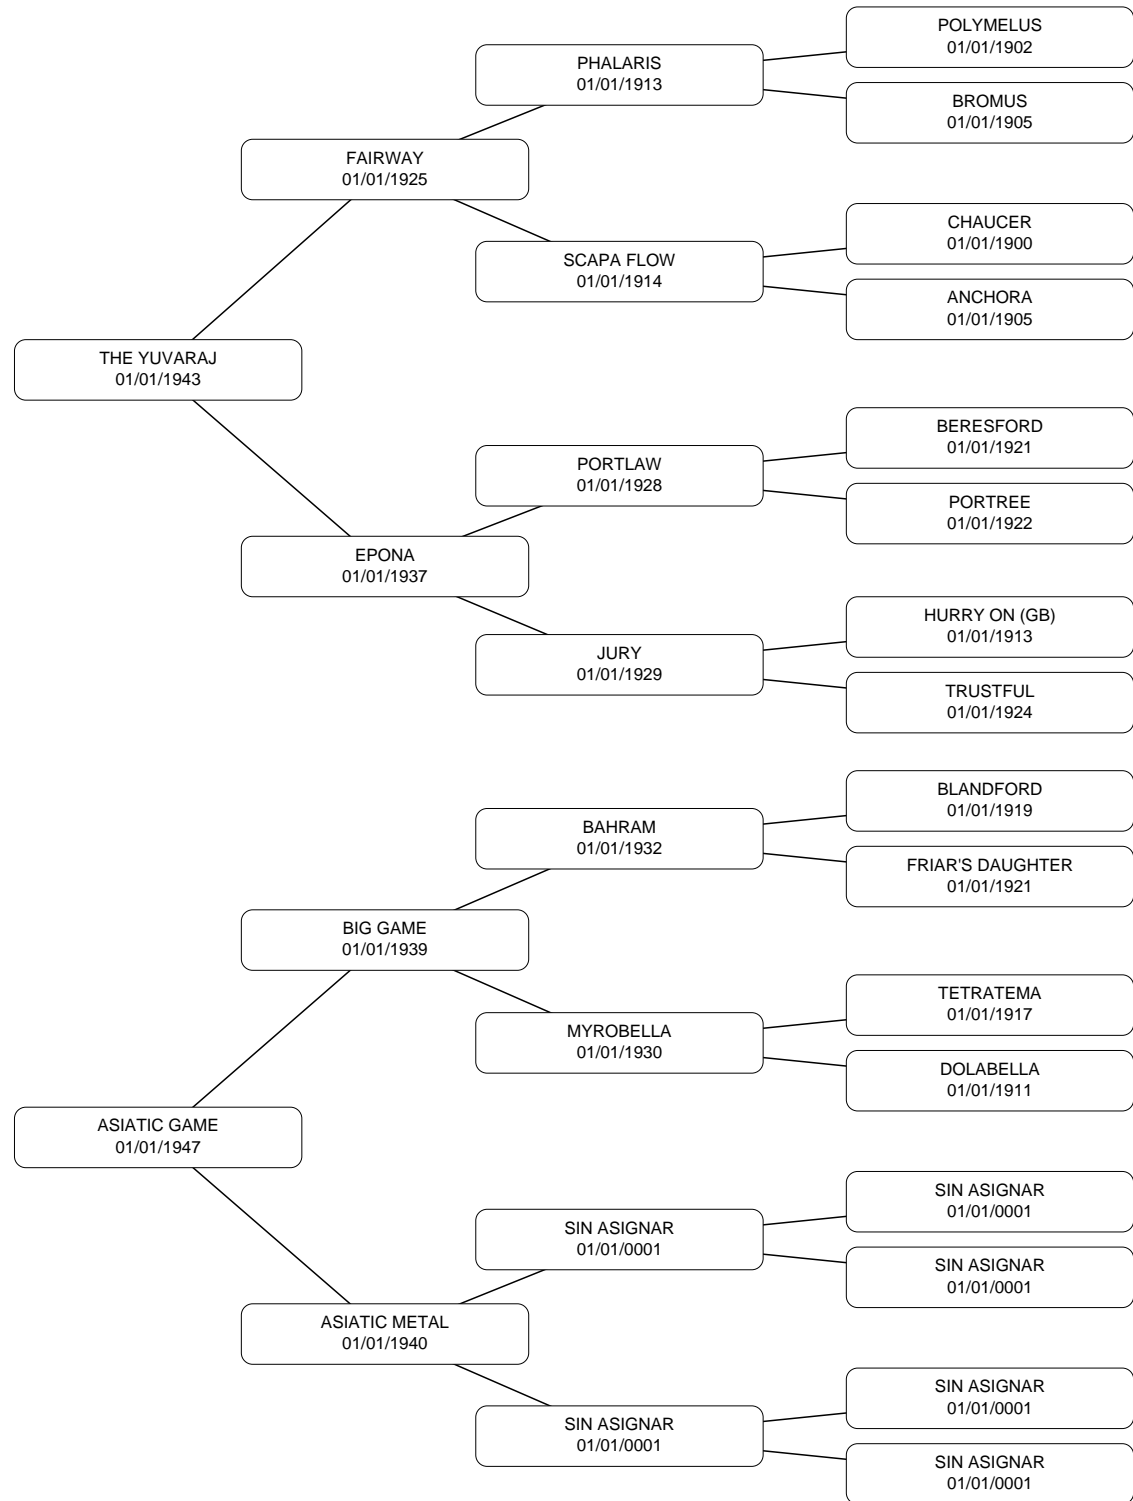 POLYMELUS
01/01/1902
PHALARIS
01/01/1913
BROMUS
01/01/1905
FAIRWAY
01/01/1925
CHAUCER
01/01/1900
SCAPA FLOW
01/01/1914
ANCHORA
01/01/1905
THE YUVARAJ
01/01/1943
BERESFORD
01/01/1921
PORTLAW
01/01/1928
PORTREE
01/01/1922
EPONA
01/01/1937
HURRY ON (GB)
01/01/1913
JURY
01/01/1929
TRUSTFUL
01/01/1924
BLANDFORD
01/01/1919
BAHRAM
01/01/1932
FRIAR'S DAUGHTER
01/01/1921
BIG GAME
01/01/1939
TETRATEMA
01/01/1917
MYROBELLA
01/01/1930
DOLABELLA
01/01/1911
ASIATIC GAME
01/01/1947
SIN ASIGNAR
01/01/0001
SIN ASIGNAR
01/01/0001
SIN ASIGNAR
01/01/0001
ASIATIC METAL
01/01/1940
SIN ASIGNAR
01/01/0001
SIN ASIGNAR
01/01/0001
SIN ASIGNAR
01/01/0001